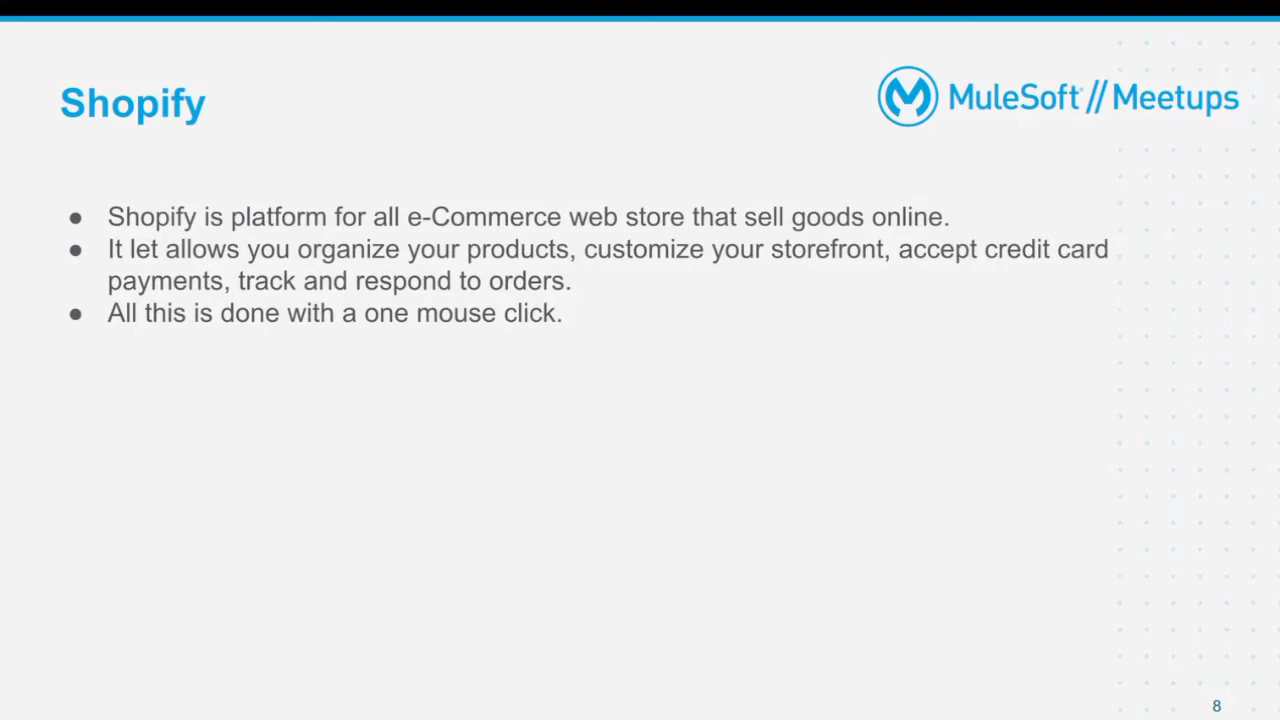 Shopify
MuleSoft // Meetups
● Shopify is platform for all e-Commerce web store that sell goods online.
● It let allows you organize your products, customize your storefront, accept credit card
payments, track and respond to orders.
● All this is done with a one mouse click.
8